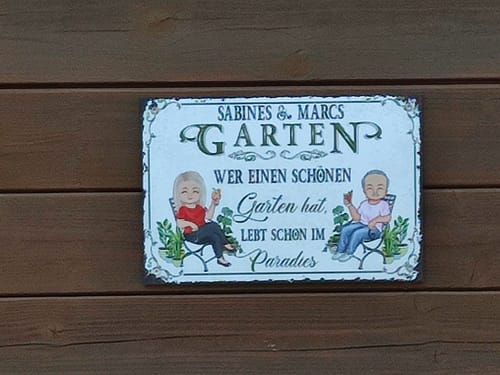 SABINES & MARCS
GARTEN
WER EINEN SCHÖNEN
Garten hat,
LEBT SCHON IM
Paradies